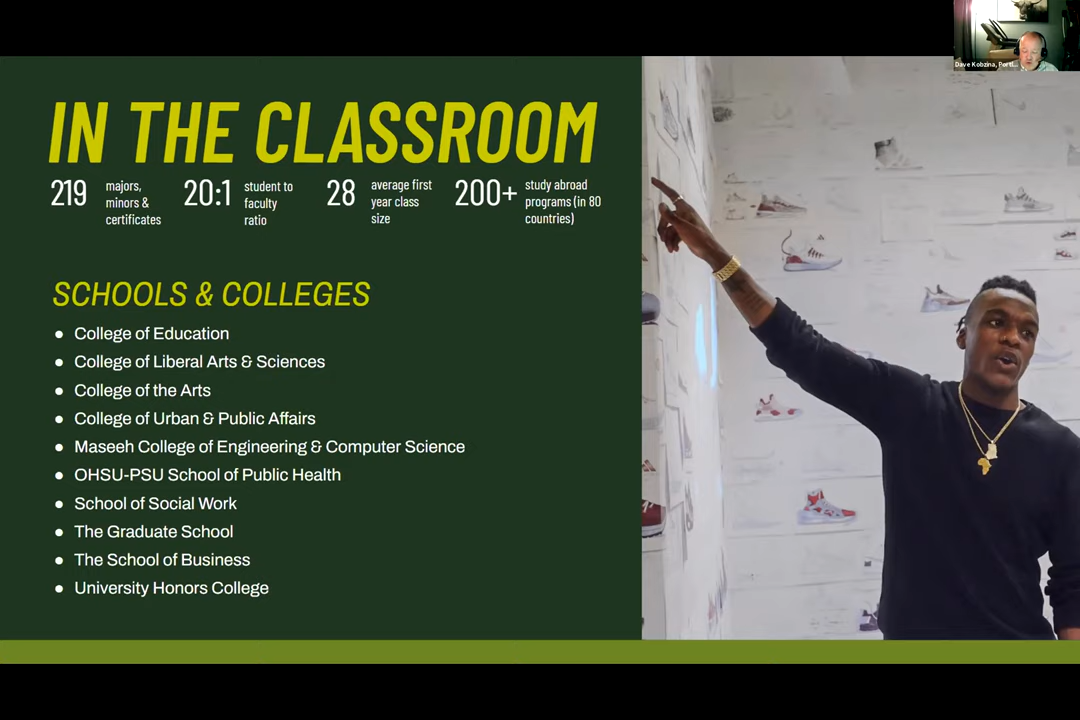 Dave Kobzina, Portl...
IN THE CLASSROOM
219
majors,
minors &
certificates
20:1
student to
faculty
ratio
28
average first
year class
size
200+
study abroad
programs (in 80
countries)
SCHOOLS & COLLEGES
● College of Education
● College of Liberal Arts & Sciences
● College of the Arts
● College of Urban & Public Affairs
● Maseeh College of Engineering & Computer Science
● OHSU-PSU School of Public Health
● School of Social Work
● The Graduate School
● The School of Business
● University Honors College